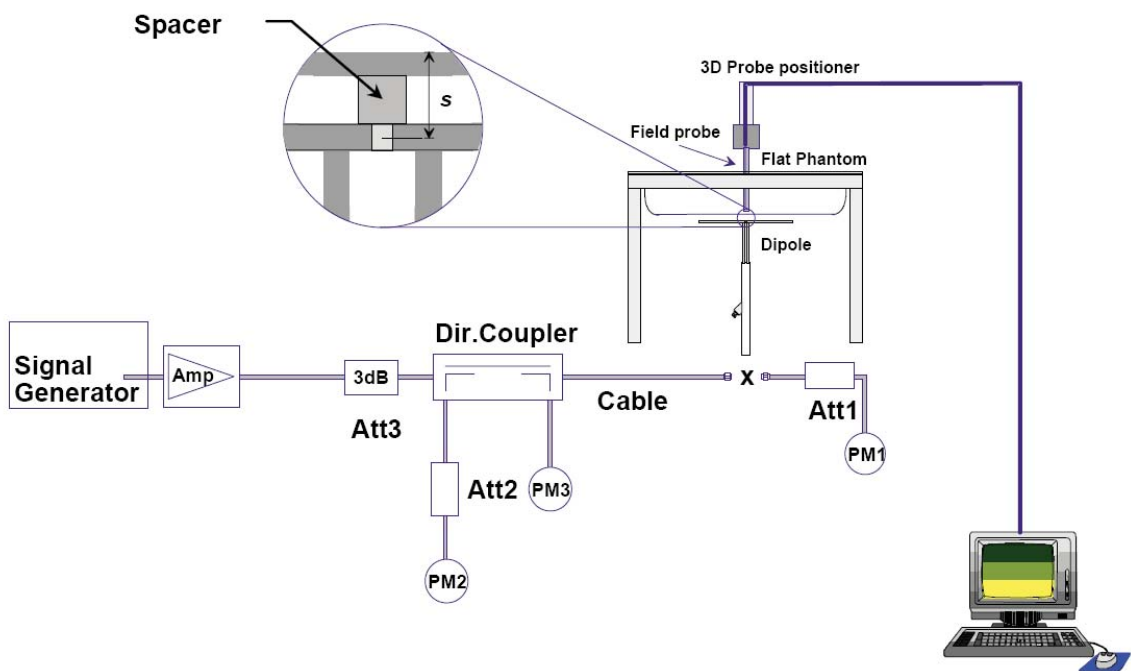 Spacer
s
3D Probe positioner
Field probe
Flat Phantom
Dipole
Signal
Generator
Amp
3dB
Att3
Dir.Coupler
Cable
x
Att1
PM1
Att2
PM3
PM2